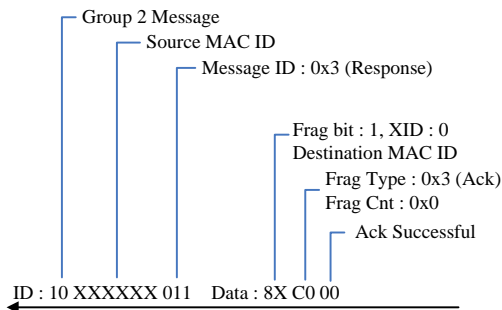 Group 2 Message
Source MAC ID
Message ID : 0x3 (Response)
Frag bit : 1, XID : 0
Destination MAC ID
Frag Type : 0x3 (Ack)
Frag Cnt : 0x0
Ack Successful
ID : 10 XXXXXX 011 Data : 8X C0 00